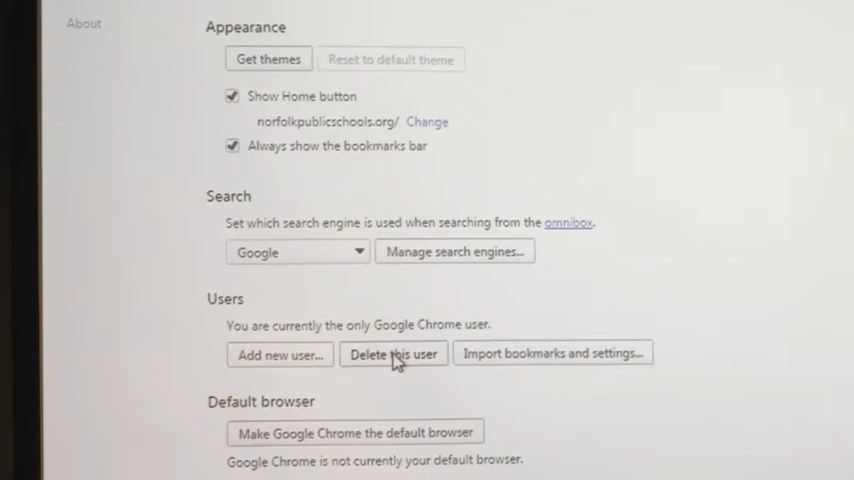 About
Appearance
Get themes Reset to default theme
Show Home button
norfolkpublicschools.org/ Change
Always show the bookmarks bar
Search
Set which search engine is used when searching from the omnibox.
Google Manage search engines...
Users
You are currently the only Google Chrome user.
Add new user... Delete this user Import bookmarks and settings...
Default browser
Make Google Chrome the default browser
Google Chrome is not currently your default browser.